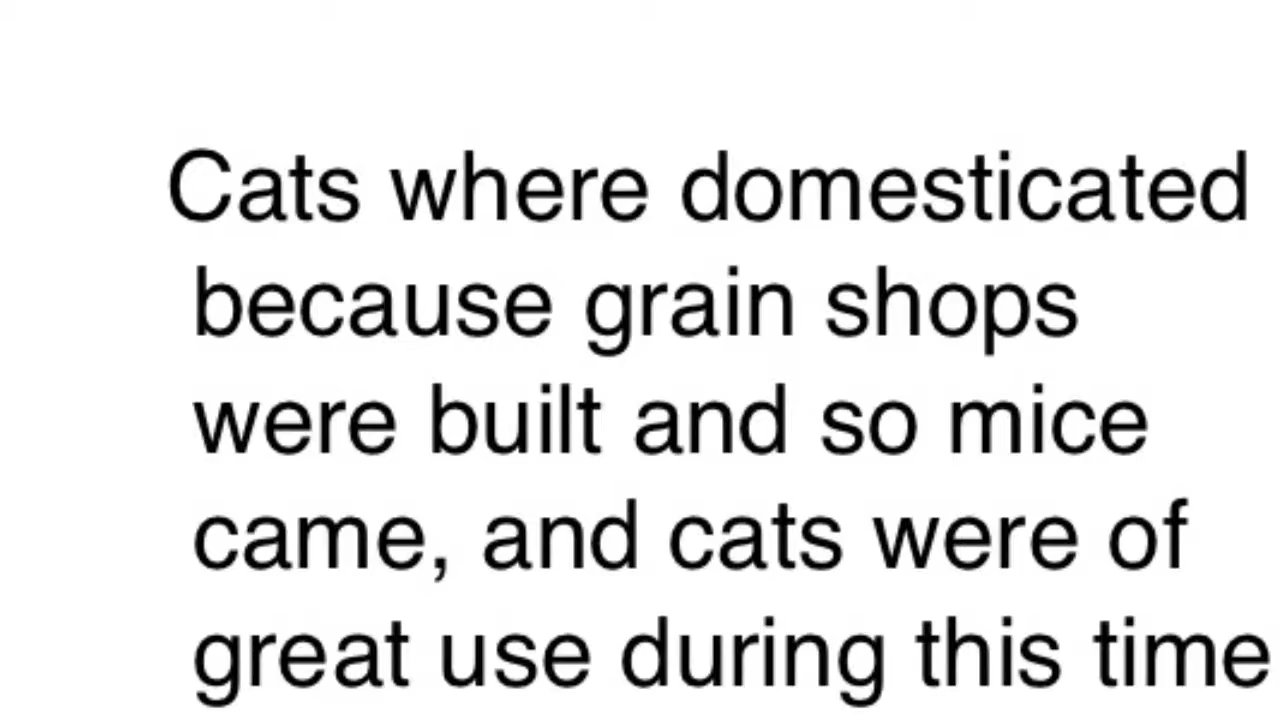 Cats where domesticated
because grain shops
were built and so mice
came, and cats were of
great use during this time